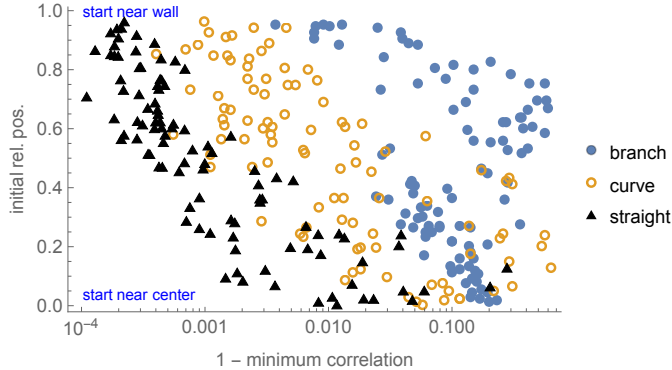 start near wall
1.0
0.8
0.6
0.4
0.2
0.0
initial rel. pos.
start near center
10⁻⁴
0.001
0.010
0.100
1 − minimum correlation
branch
curve
straight